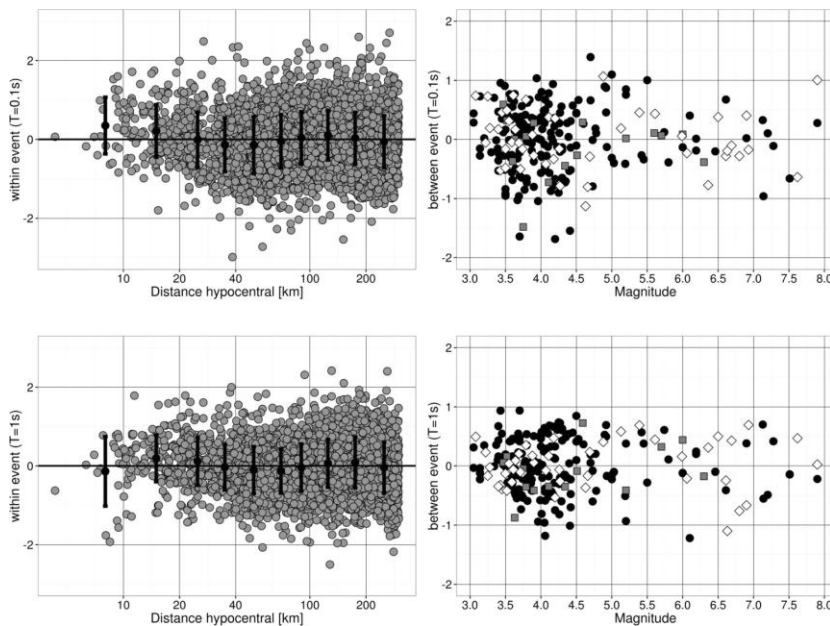 within event (T=0.1s)
2
0
-2
10 20 40 100 200
Distance hypocentral [km]
between event (T=0.1s)
2
1
0
-1
-2
3.0 3.5 4.0 4.5 5.0 5.5 6.0 6.5 7.0 7.5 8.0
Magnitude
within event (T=1s)
2
0
-2
10 20 40 100 200
Distance hypocentral [km]
between event (T=1s)
2
1
0
-1
-2
3.0 3.5 4.0 4.5 5.0 5.5 6.0 6.5 7.0 7.5 8.0
Magnitude